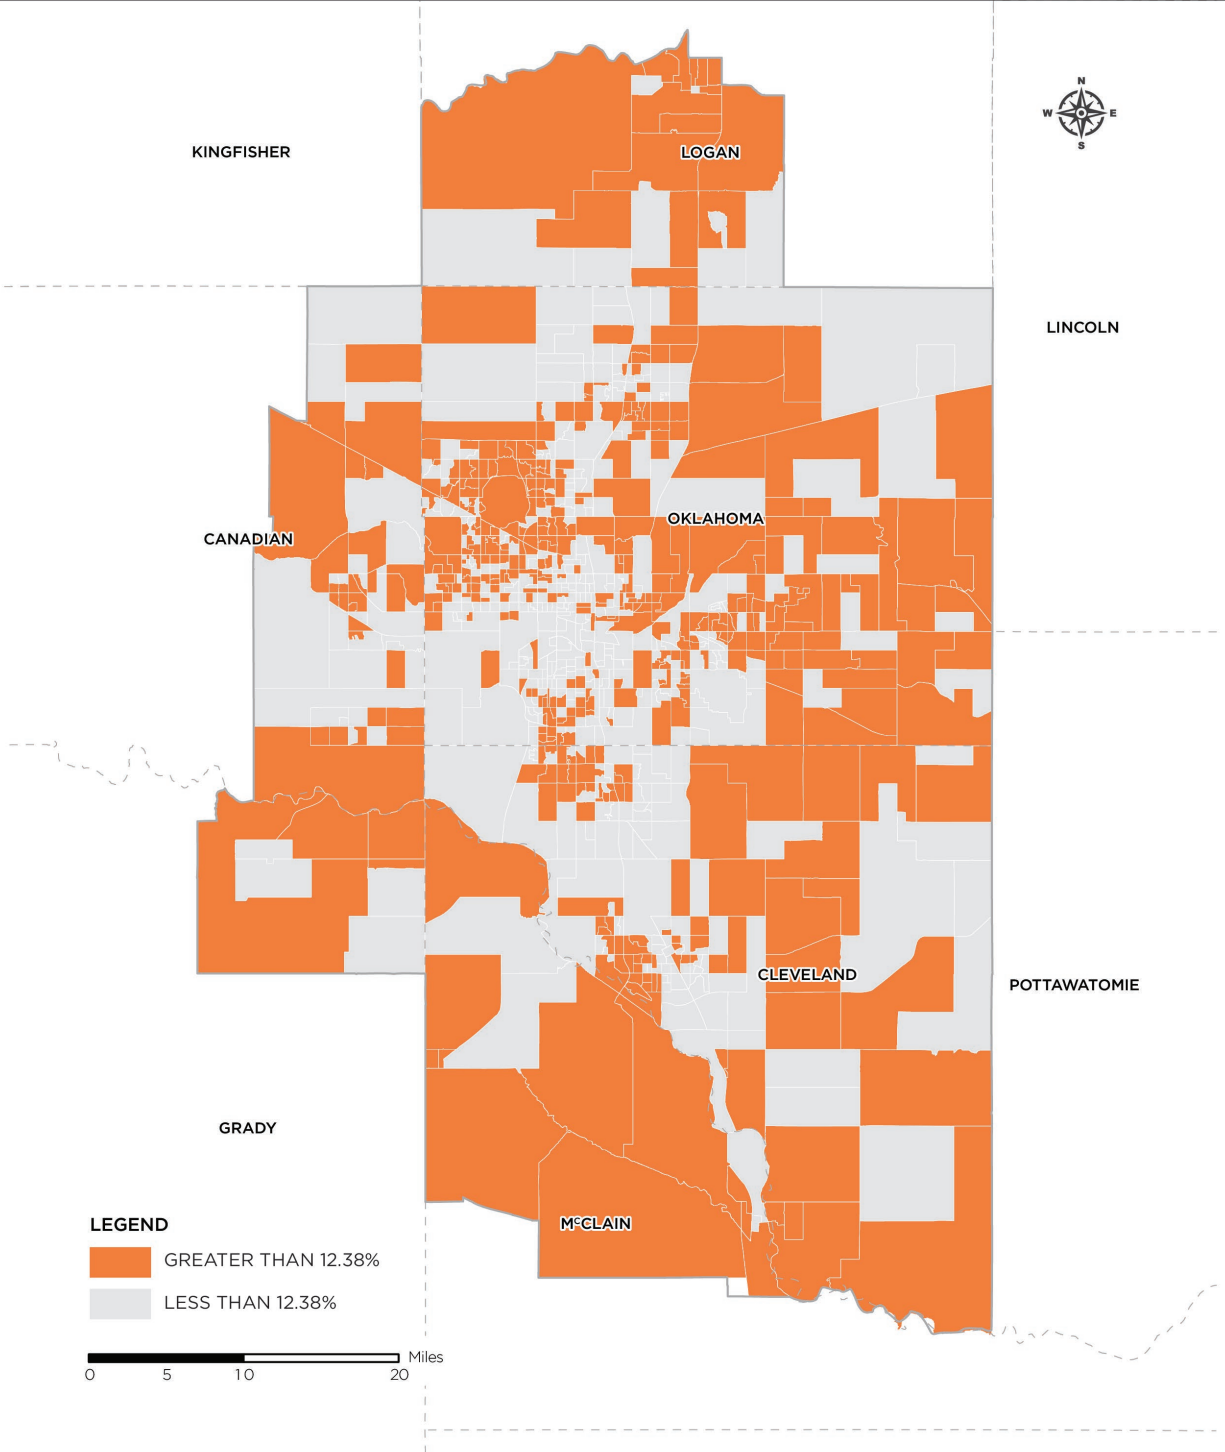 N
W E
S
KINGFISHER
LOGAN
LINCOLN
OKLAHOMA
CANADIAN
CLEVELAND
POTTAWATOMIE
GRADY
McCLAIN
LEGEND
GREATER THAN 12.38%
LESS THAN 12.38%
Miles
0 5 10 20